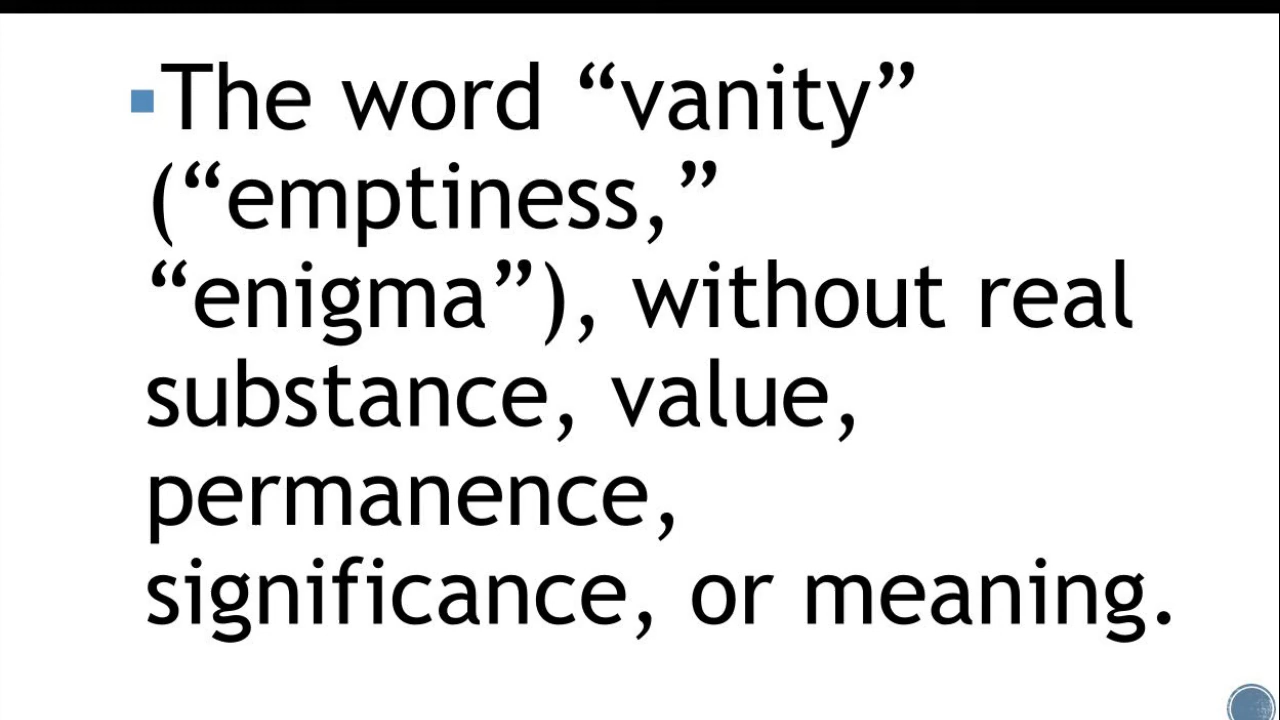 ▪The word “vanity”
(“emptiness,”
“enigma”), without real
substance, value,
permanence,
significance, or meaning.